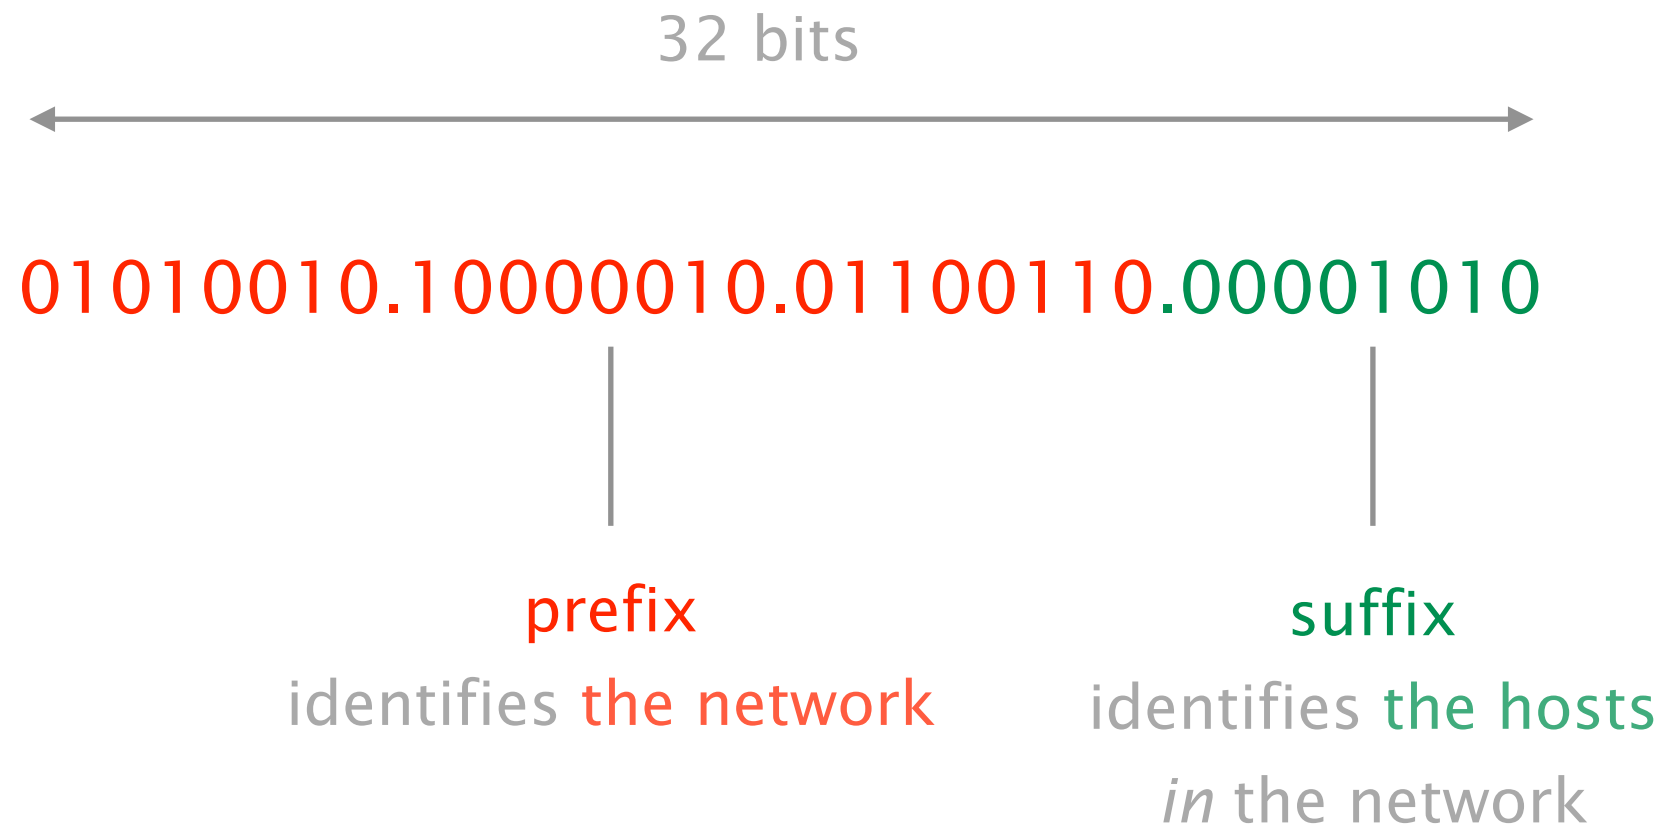 32 bits
01010010.10000010.01100110.00001010
prefix
identifies the network
suffix
identifies the hosts
in the network